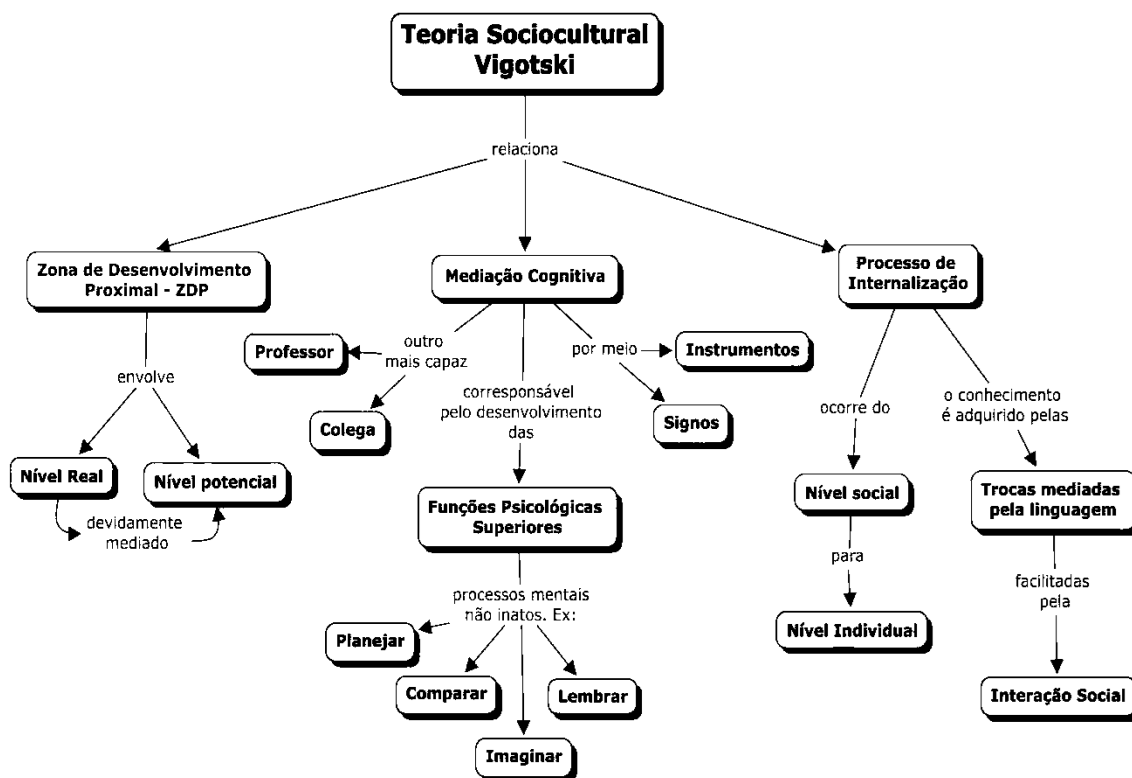 Teoria Sociocultural
Vigotski
relaciona
Zona de Desenvolvimento
Proximal - ZDP
envolve
Nível Real
Nível potencial
devidamente
mediado
Mediação Cognitiva
outro
mais capaz
Professor
Colega
por meio
Instrumentos
Signos
corresponsável
pelo desenvolvimento
das
Funções Psicológicas
Superiores
processos mentais
não inatos. Ex:
Planejar
Comparar
Lembrar
Imaginar
Processo de
Internalização
ocorre do
Nível social
para
Nível Individual
o conhecimento
é adquirido pelas
Trocas mediadas
pela linguagem
facilitadas
pela
Interação Social